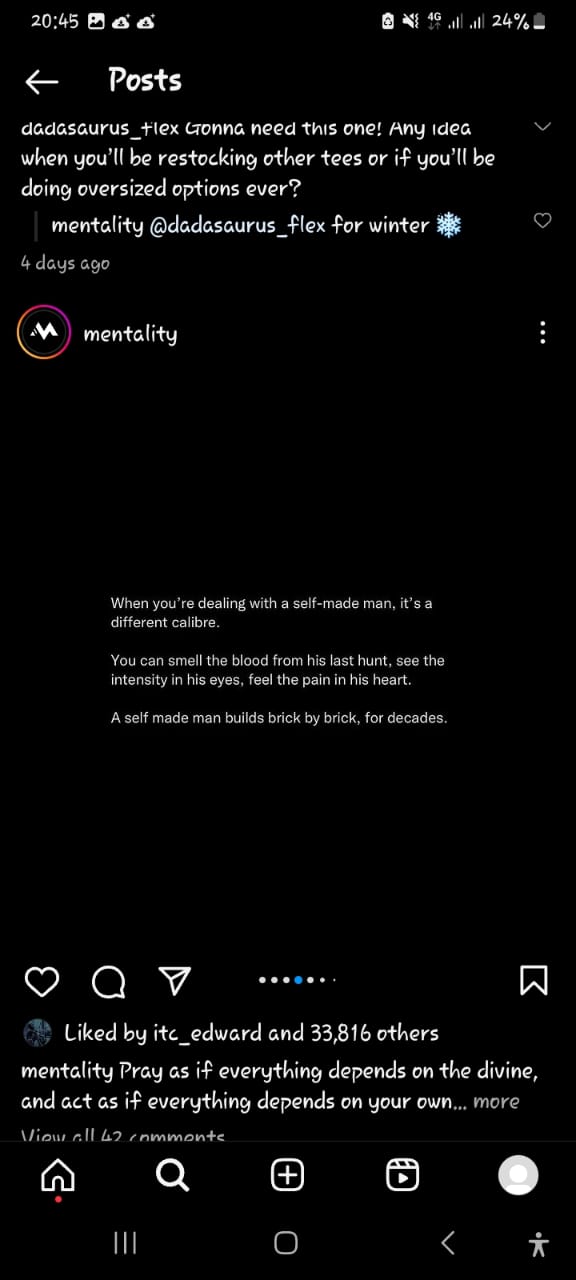 20:45 4G 24%
Posts
dadasaurus_flex Gonna need this one! Any idea
when you'll be restocking other tees or if you'll be
doing oversized options ever?
mentality @dadasaurus_flex for winter ❄️
4 days ago
mentality
When you're dealing with a self-made man, it's a
different calibre.
You can smell the blood from his last hunt, see the
intensity in his eyes, feel the pain in his heart.
A self made man builds brick by brick, for decades.
Liked by itc_edward and 33,816 others
mentality Pray as if everything depends on the divine,
and act as if everything depends on your own... more
View all 42 comments